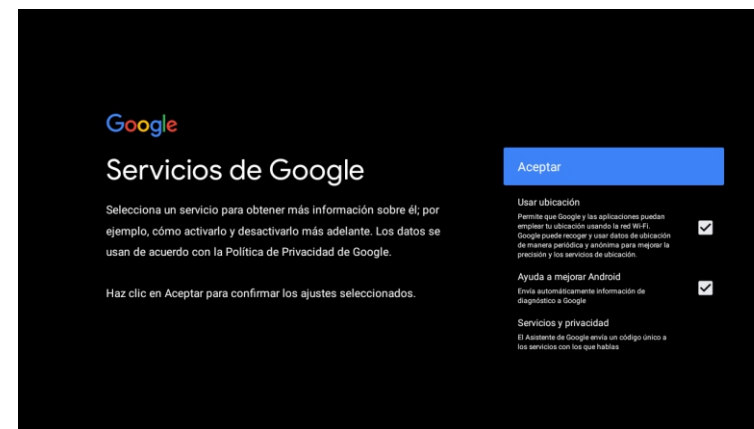 Google
Servicios de Google
Selecciona un servicio para obtener más información sobre él; por
ejemplo, cómo activarlo y desactivarlo más adelante. Los datos se
usan de acuerdo con la Política de Privacidad de Google.
Haz clic en Aceptar para confirmar los ajustes seleccionados.
Aceptar
Usar ubicación
Permite que Google y las aplicaciones puedan
emplear tu ubicación usando la red Wi-Fi.
Google puede recoger y usar datos de ubicación
de manera periódica y anónima para mejorar la
precisión y los servicios de ubicación.
Ayuda a mejorar Android
Envía automáticamente información de
diagnóstico a Google
Servicios y privacidad
El Asistente de Google envía un código único a
los servicios con los que hablas